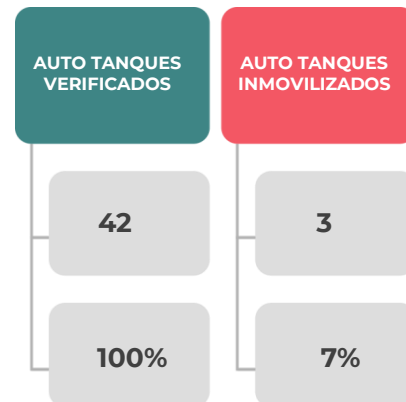 AUTO TANQUES
VERIFICADOS
42
100%
AUTO TANQUES
INMOVILIZADOS
3
7%